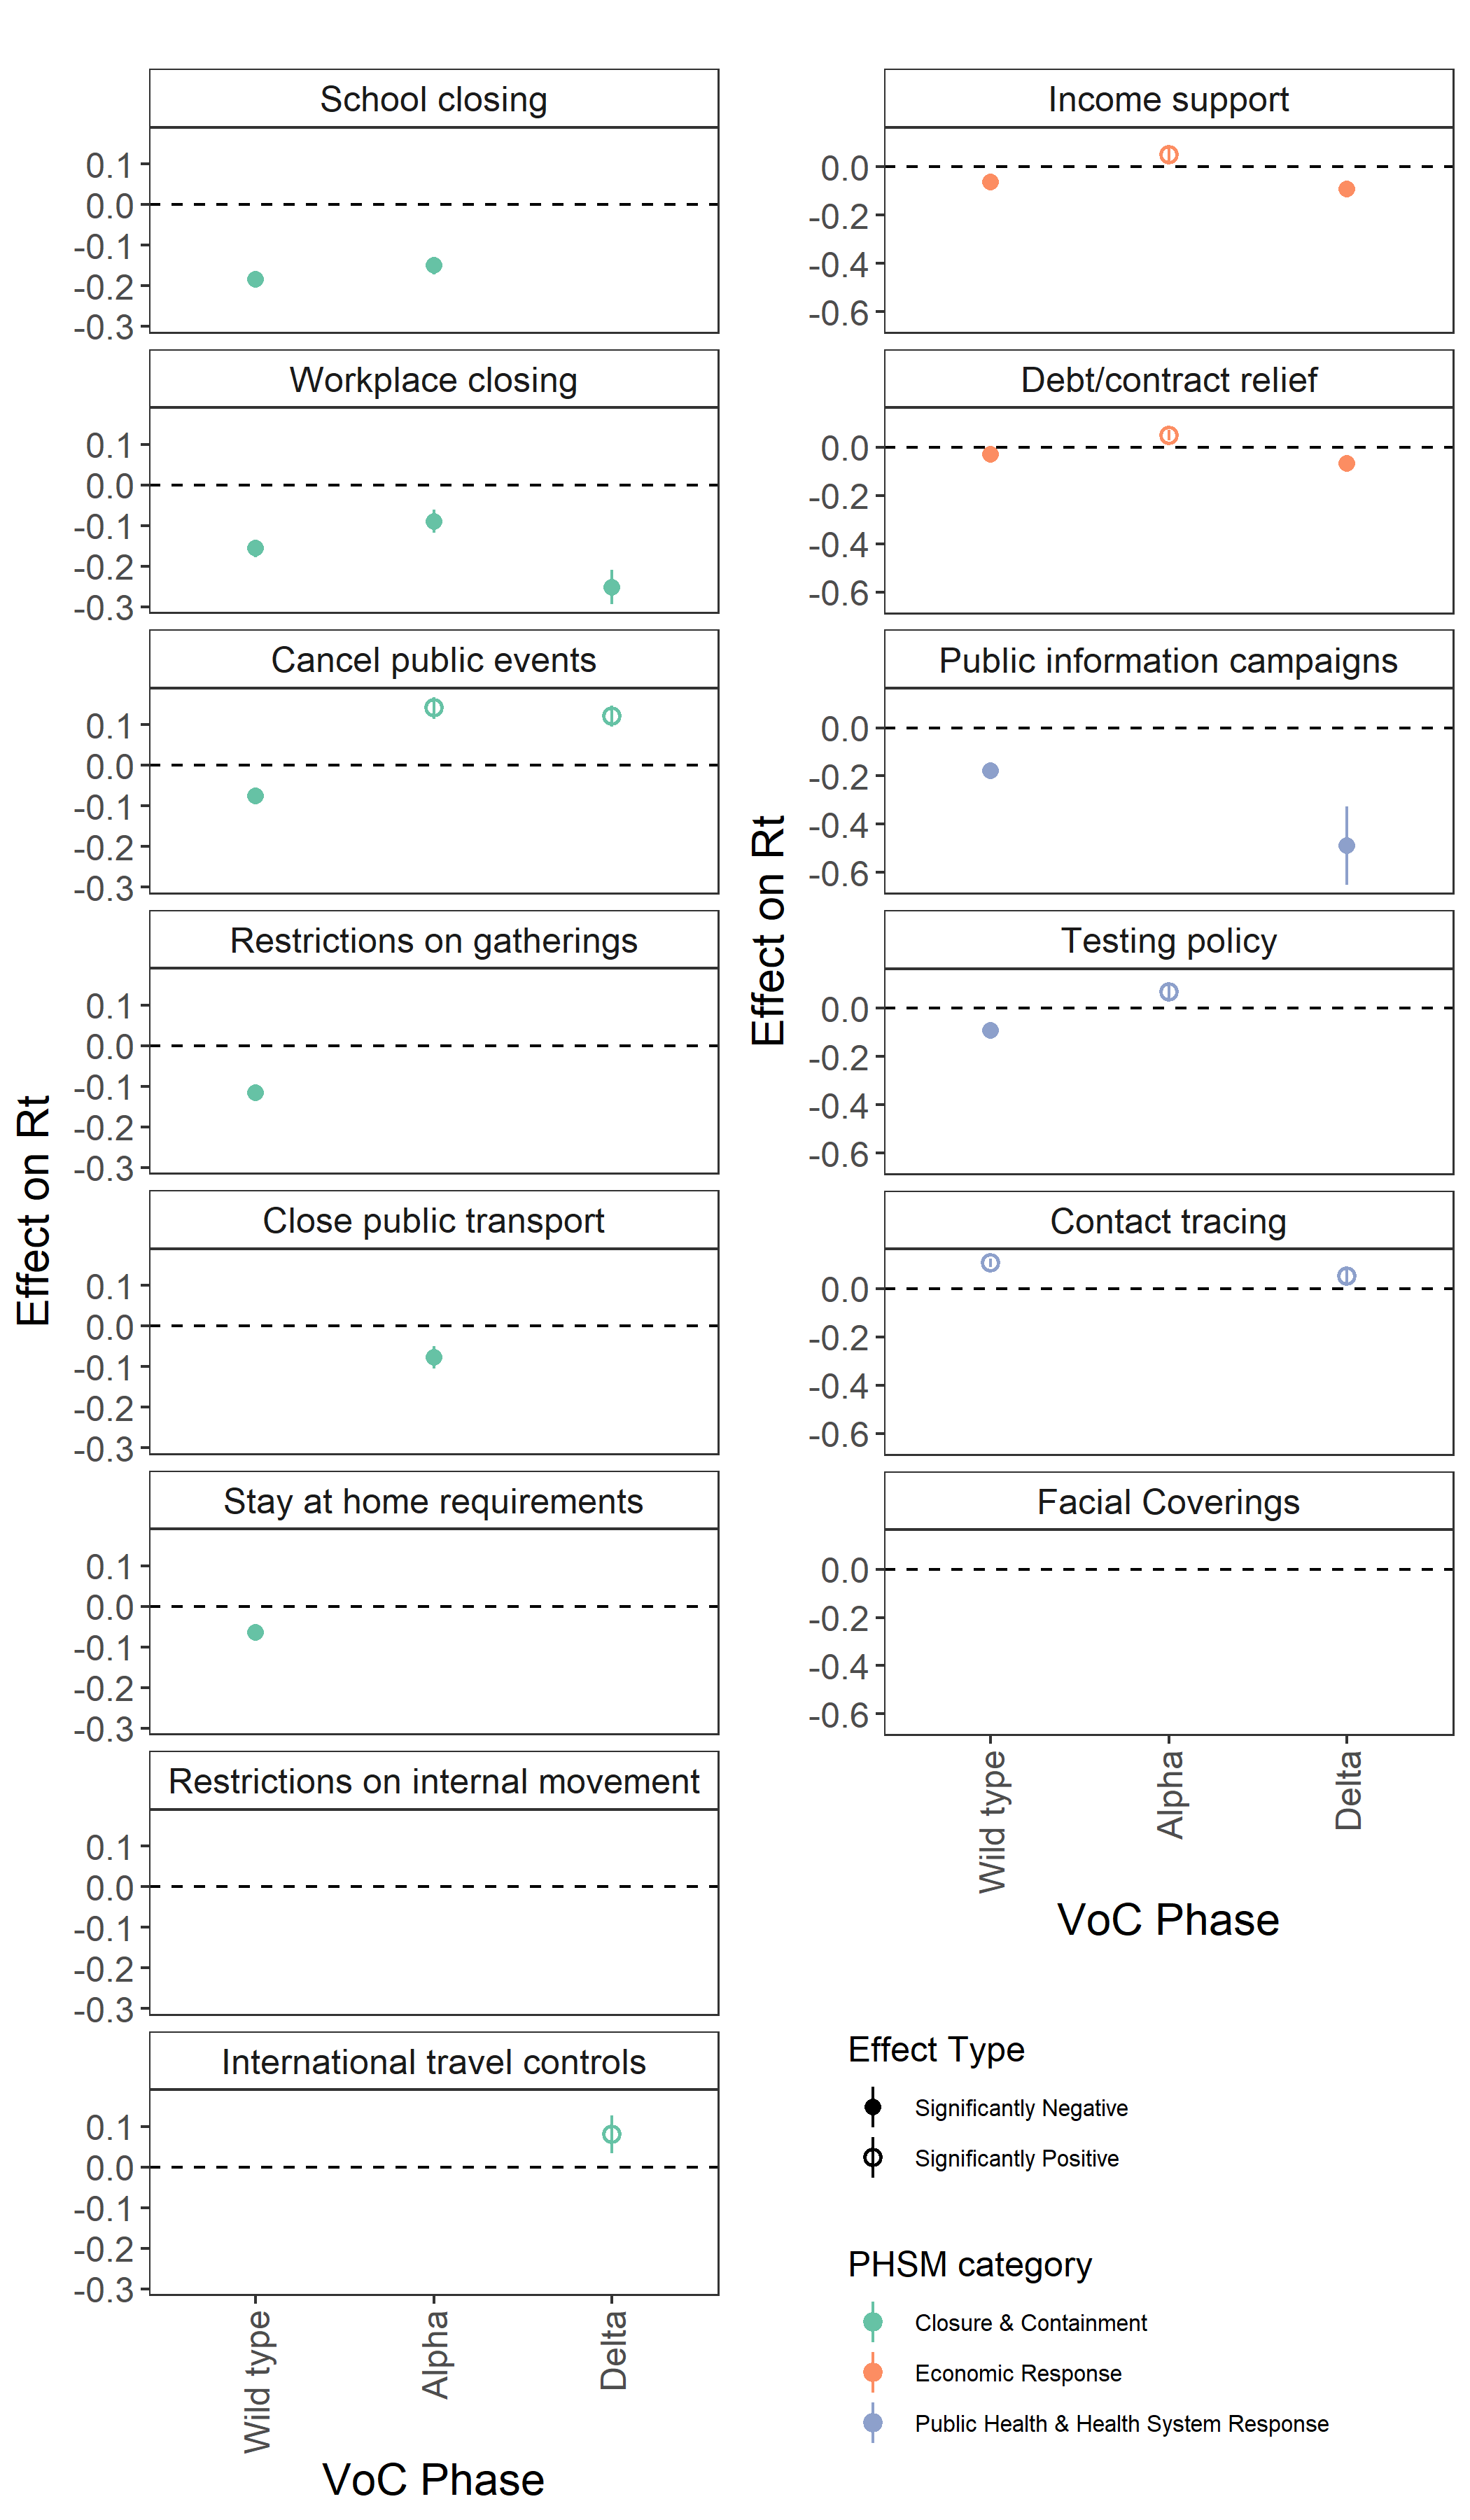 School closing
0.1
0.0
-0.1
-0.2
-0.3
Workplace closing
0.1
0.0
-0.1
-0.2
-0.3
Cancel public events
0.1
0.0
-0.1
-0.2
-0.3
Restrictions on gatherings
0.1
0.0
-0.1
-0.2
-0.3
Close public transport
0.1
0.0
-0.1
-0.2
-0.3
Stay at home requirements
0.1
0.0
-0.1
-0.2
-0.3
Restrictions on internal movement
0.1
0.0
-0.1
-0.2
-0.3
International travel controls
0.1
0.0
-0.1
-0.2
-0.3
Effect on Rt
Wild type
Alpha
Delta
VoC Phase
Income support
0.0
-0.2
-0.4
-0.6
Debt/contract relief
0.0
-0.2
-0.4
-0.6
Public information campaigns
0.0
-0.2
-0.4
-0.6
Testing policy
0.0
-0.2
-0.4
-0.6
Contact tracing
0.0
-0.2
-0.4
-0.6
Facial Coverings
0.0
-0.2
-0.4
-0.6
Effect on Rt
Wild type
Alpha
Delta
VoC Phase
Effect Type
Significantly Negative
Significantly Positive
PHSM category
Closure & Containment
Economic Response
Public Health & Health System Response